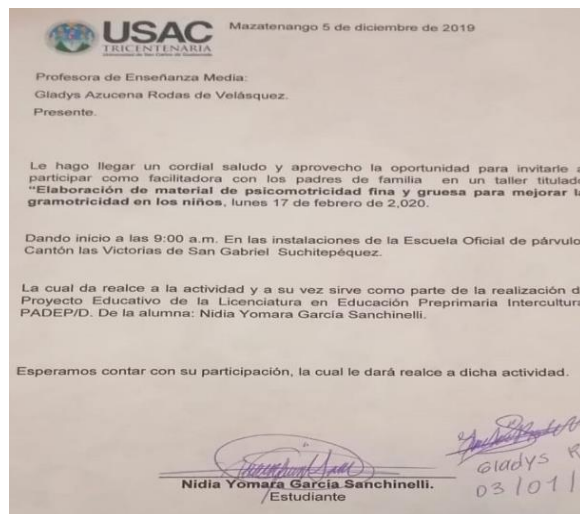 USAC
TRICENTENARIA
Universidad de San Carlos de Guatemala
Mazatenango 5 de diciembre de 2019
Profesora de Enseñanza Media:
Gladys Azucena Rodas de Velásquez.
Presente.
Le hago llegar un cordial saludo y aprovecho la oportunidad para invitarle a
participar como facilitadora con los padres de familia en un taller titulado
"Elaboración de material de psicomotricidad fina y gruesa para mejorar la
gramotricidad en los niños, lunes 17 de febrero de 2,020.
Dando inicio a las 9:00 a.m. En las instalaciones de la Escuela Oficial de párvulo
Cantón las Victorias de San Gabriel Suchitepéquez.
La cual da realce a la actividad y a su vez sirve como parte de la realización d
Proyecto Educativo de la Licenciatura en Educación Preprimaria Intercultura
PADEP/D. De la alumna: Nidia Yomara García Sanchinelli.
Esperamos contar con su participación, la cual le dará realce a dicha actividad.
Gladys R
03/01/
Nidia Yomara García Sanchinelli.
Estudiante